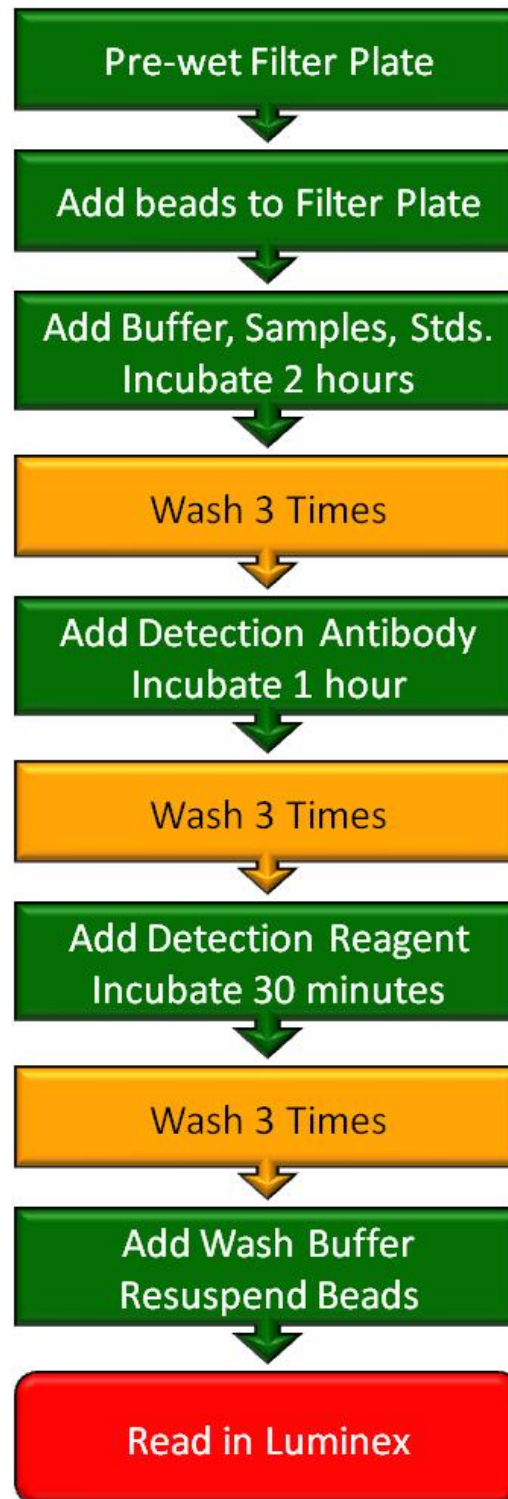 Pre-wet Filter Plate
Add beads to Filter Plate
Add Buffer, Samples, Stds.
Incubate 2 hours
Wash 3 Times
Add Detection Antibody
Incubate 1 hour
Wash 3 Times
Add Detection Reagent
Incubate 30 minutes
Wash 3 Times
Add Wash Buffer
Resuspend Beads
Read in Luminex